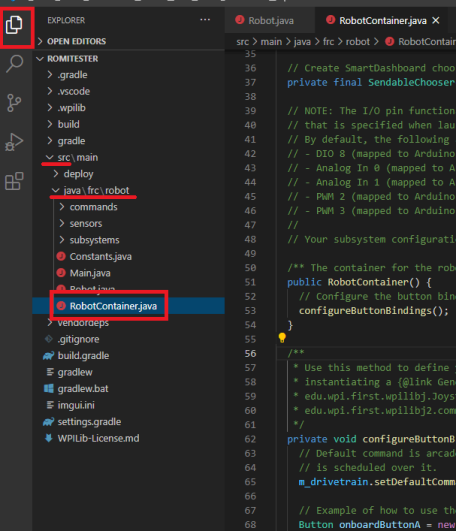 EXPLORER
Robot.java
RobotContainer.java
OPEN EDITORS
src > main > java > frc > robot > RobotContain
ROMITESTER
.gradle
.vscode
.wpilib
build
gradle
src\main
deploy
java\frc\robot
commands
sensors
subsystems
Constants.java
Main.java
Robot.java
RobotContainer.java
vendordeps
.gitignore
build.gradle
gradlew
gradlew.bat
imgui.ini
settings.gradle
WPILib-License.md
35
36 // Create SmartDashboard choo
37 private final SendableChooser
38
39 // NOTE: The I/O pin function
40 // that is specified when lau
41 // By default, the following
42 // - DIO 8 (mapped to Arduino
43 // - Analog In 0 (mapped to A
44 // - Analog In 1 (mapped to A
45 // - PWM 2 (mapped to Arduino
46 // - PWM 3 (mapped to Arduino
47 //
48 // Your subsystem configurati
49
50 /** The container for the robo
51 public RobotContainer() {
52 // Configure the button bind
53 configureButtonBindings();
54 }
55
56 /**
57 * Use this method to define y
58 * instantiating a {@link Gene
59 * edu.wpi.first.wpilibj.Joys
60 * edu.wpi.first.wpilibj2.com
61 */
62 private void configureButtonB
63 // Default command is arcad
64 // is scheduled over it.
65 m_drivetrain.setDefaultComm
66
67 // Example of how to use the
68 Button onboardButtonA = new